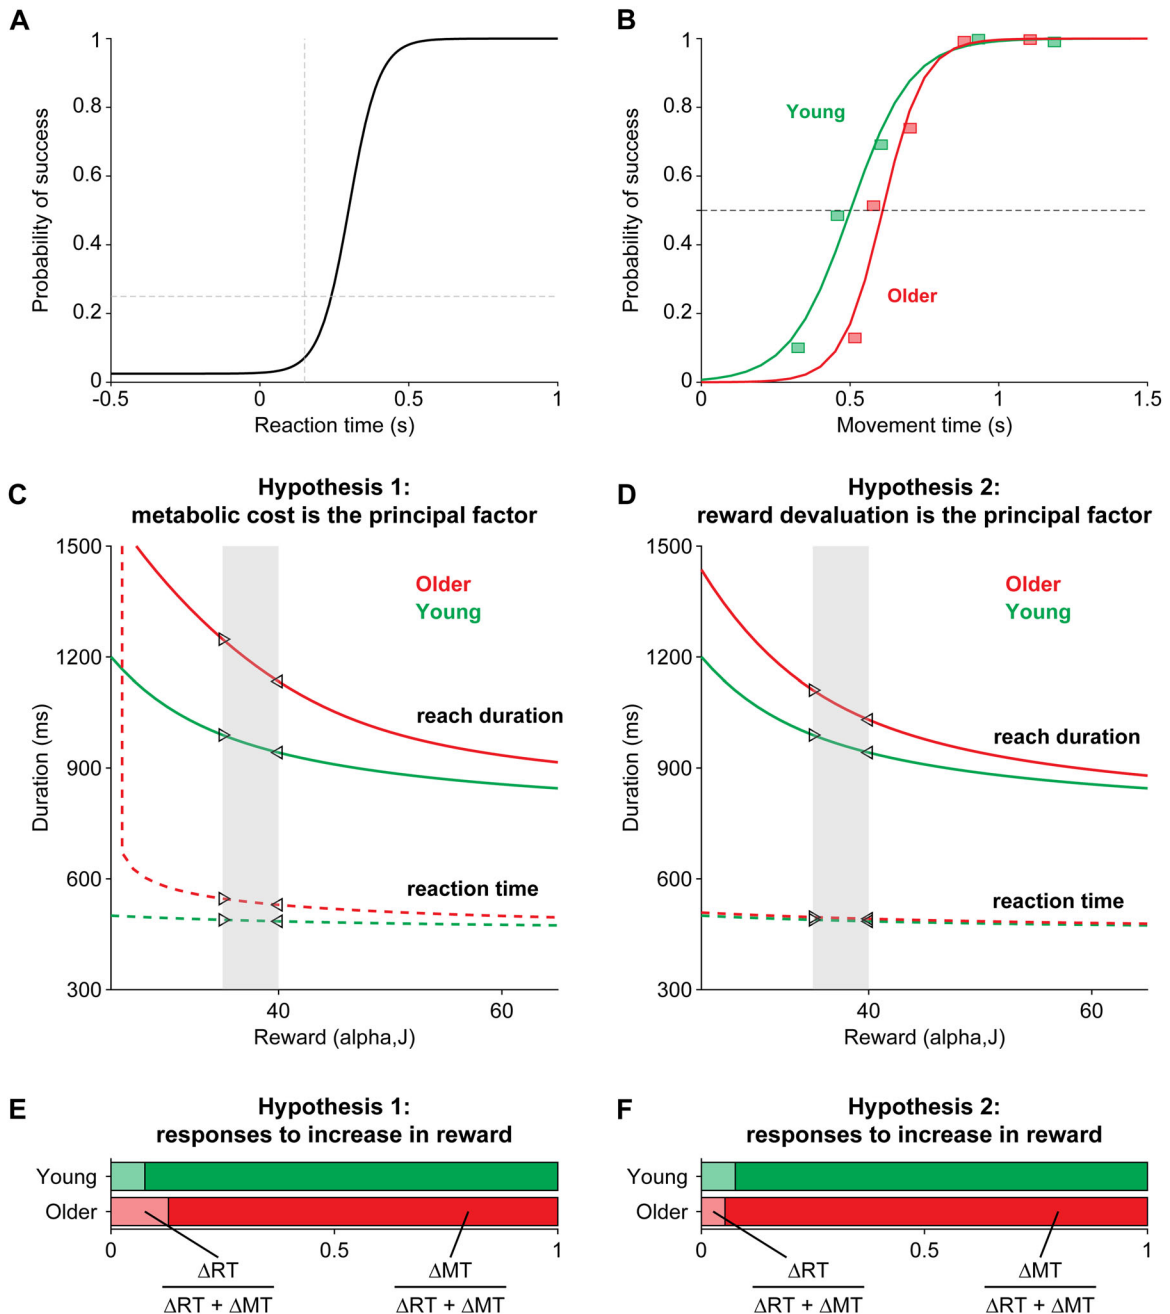 A
Probability of success
1
0.8
0.6
0.4
0.2
0
-0.5
0
0.5
1
Reaction time (s)
B
Probability of success
1
0.8
0.6
0.4
0.2
0
Young
Older
0
0.5
1
1.5
Movement time (s)
C
Hypothesis 1:
metabolic cost is the principal factor
Duration (ms)
1500
1200
900
600
300
Older
Young
reach duration
reaction time
40
60
Reward (alpha,J)
D
Hypothesis 2:
reward devaluation is the principal factor
Duration (ms)
1500
1200
900
600
300
Older
Young
reach duration
reaction time
40
60
Reward (alpha,J)
E
Hypothesis 1:
responses to increase in reward
Young
Older
0
0.5
1
ΔRT
ΔRT + ΔMT
ΔMT
ΔRT + ΔMT
F
Hypothesis 2:
responses to increase in reward
Young
Older
0
0.5
1
ΔRT
ΔRT + ΔMT
ΔMT
ΔRT + ΔMT